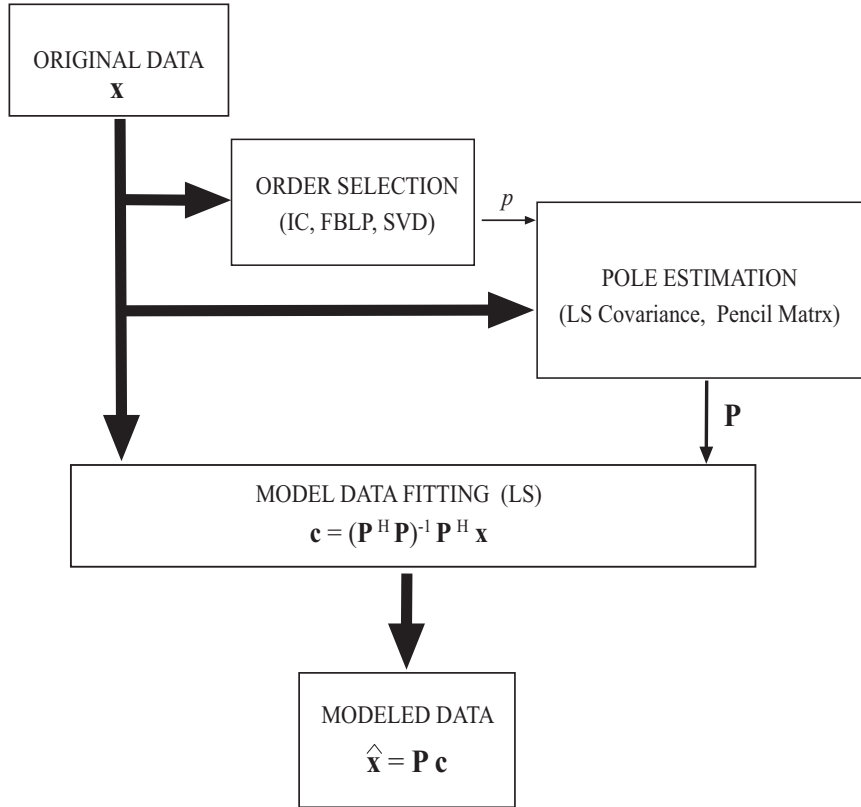 ORIGINAL DATA
x
ORDER SELECTION
(IC, FBLP, SVD)
p
POLE ESTIMATION
(LS Covariance, Pencil Matrx)
P
MODEL DATA FITTING (LS)
c = (P^H P)^-1 P^H x
MODELED DATA
x̂ = P c